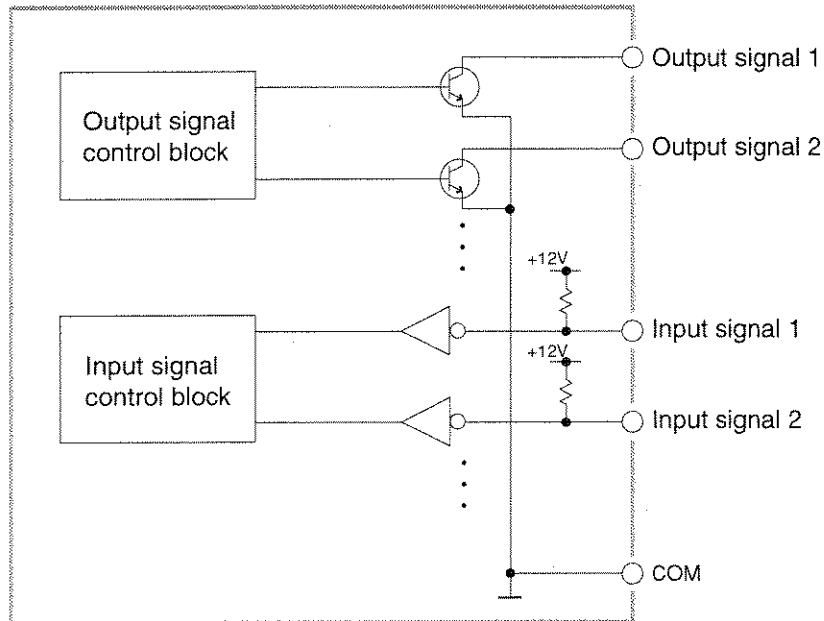 Output signal 1
Output signal
control block
Output signal 2
+12V
Input signal 1
+12V
Input signal
control block
Input signal 2
COM